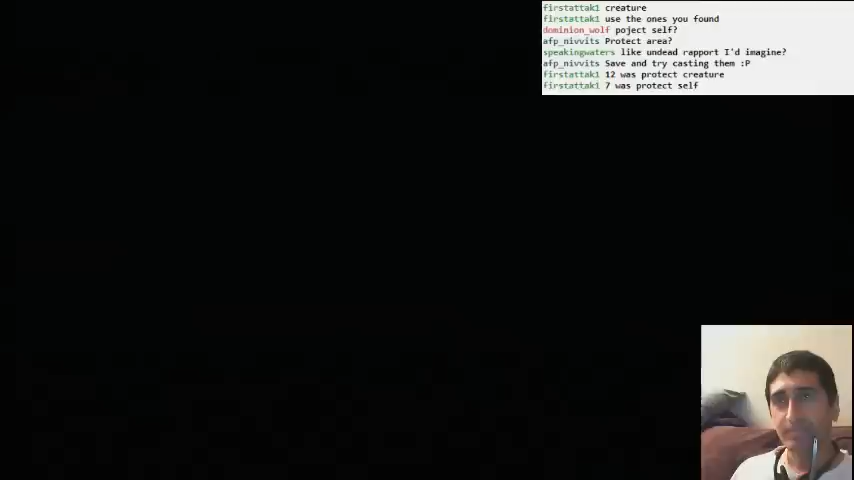 firstattak1 creature
firstattak1 use the ones you found
dominion_wolf poject self?
afp_nivvits Protect area?
speakingwaters like undead rapport I'd imagine?
afp_nivvits Save and try casting them :P
firstattak1 12 was protect creature
firstattak1 7 was protect self